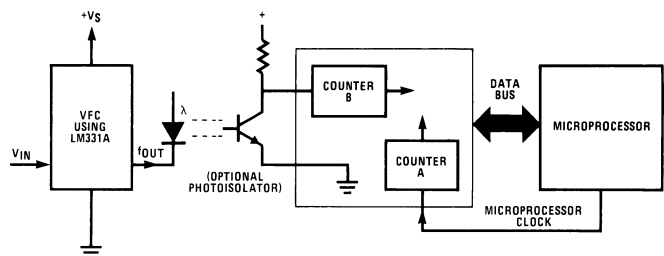 +VS
VFC
USING
LM331A
VIN
fOUT
λ
(OPTIONAL
PHOTOISOLATOR)
+
COUNTER
B
COUNTER
A
DATA
BUS
MICROPROCESSOR
MICROPROCESSOR
CLOCK